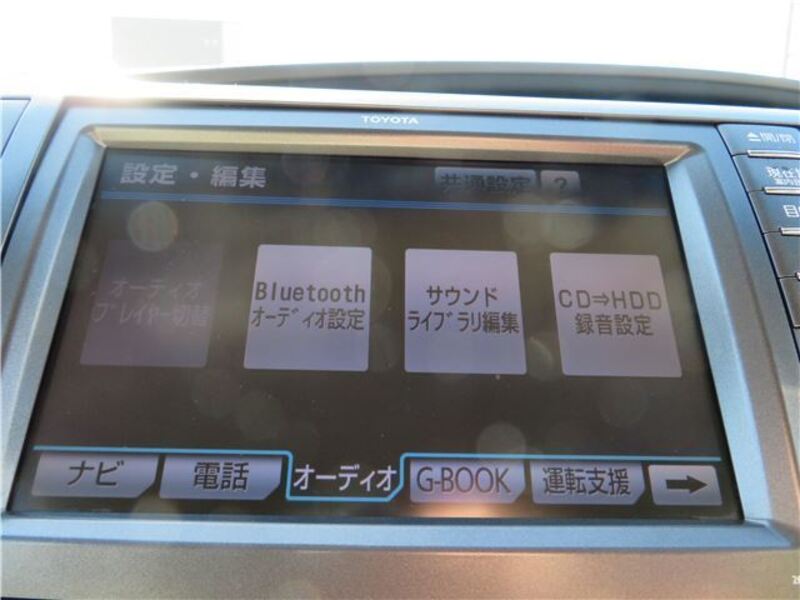 TOYOTA
設定・編集
共通設定 ?
オーディオ
プレイヤー切替
Bluetooth
オーディオ設定
サウンド
ライブラリ編集
CD⇒HDD
録音設定
ナビ
電話
オーディオ
G-BOOK
運転支援
➡
⏏開/閉